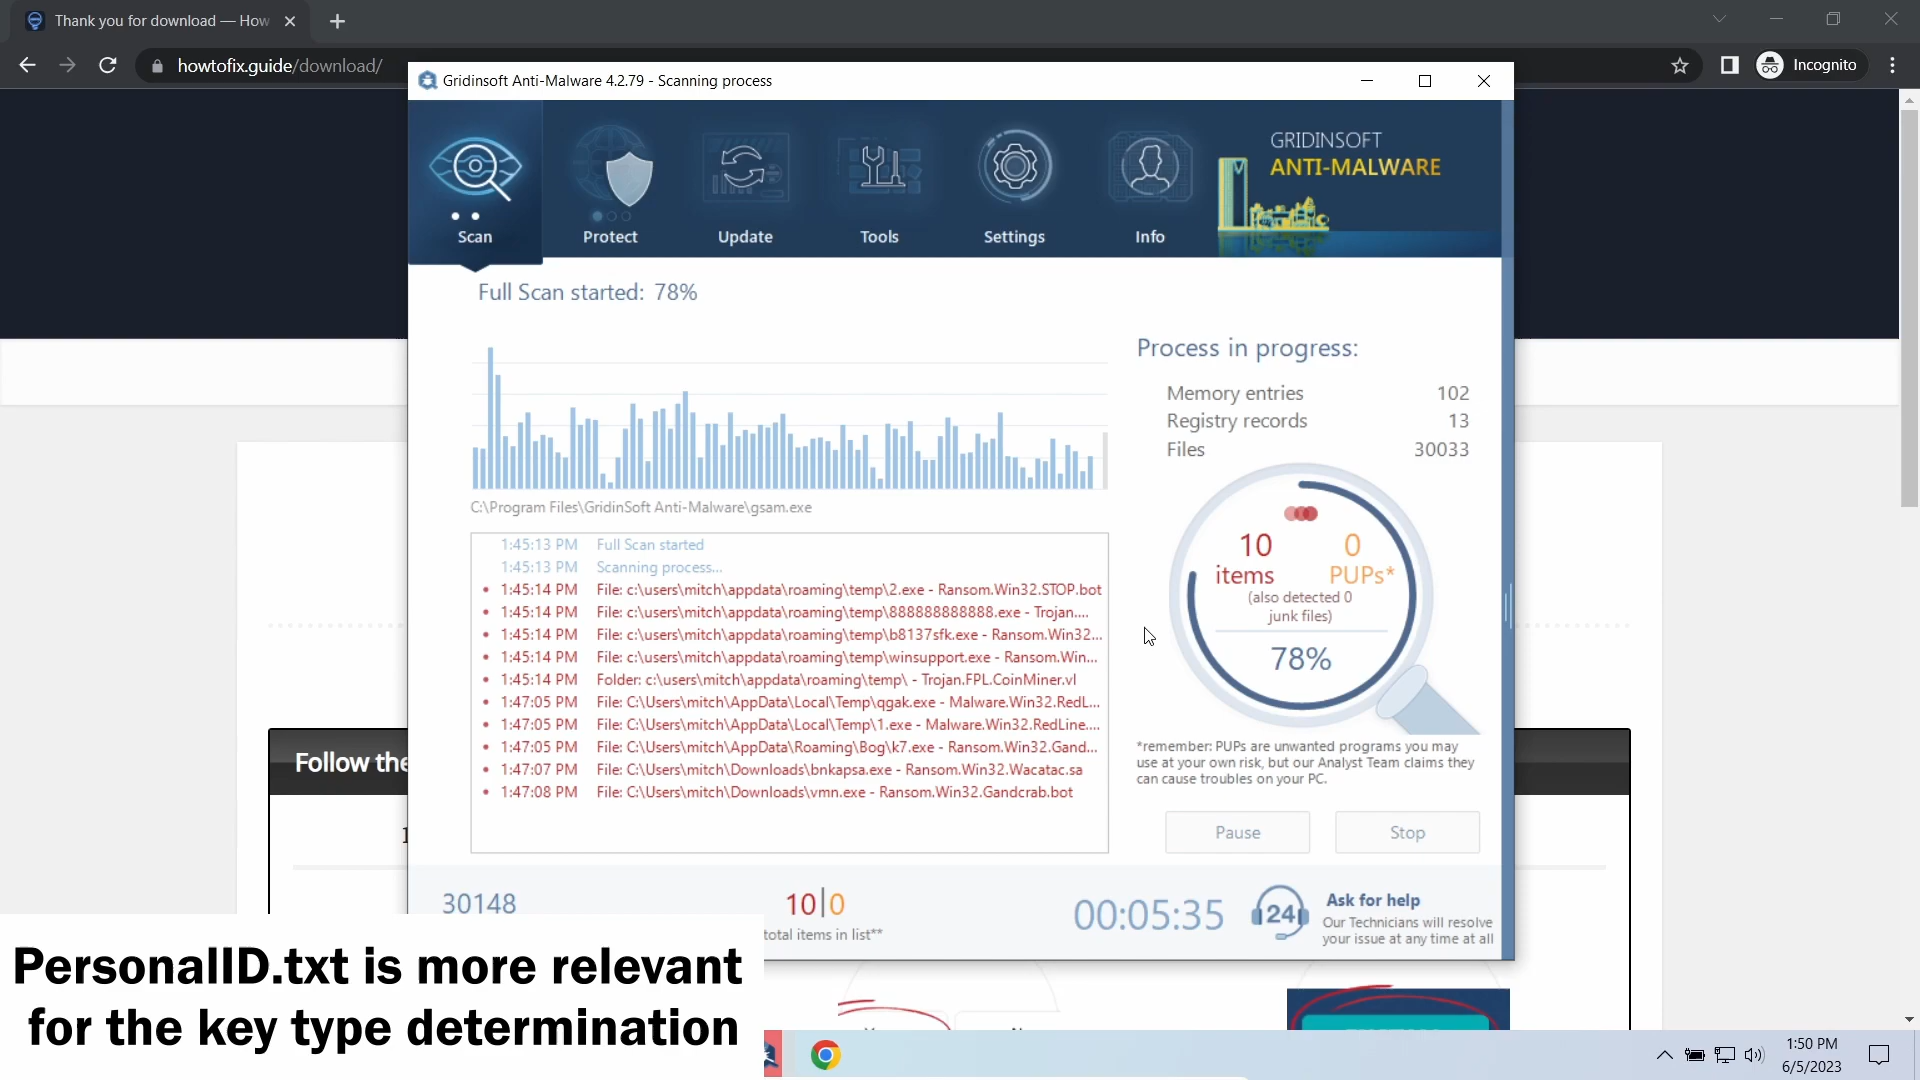 Thank you for download — How
howtofix.guide/download/
Incognito
Gridinsoft Anti-Malware 4.2.79 - Scanning process
Scan
Protect
Update
Tools
Settings
Info
GRIDINSOFT
ANTI-MALWARE
Full Scan started: 78%
C:\Program Files\GridinSoft Anti-Malware\gsam.exe
1:45:13 PM Full Scan started
1:45:13 PM Scanning process...
1:45:14 PM File: c:\users\mitch\appdata\roaming\temp\2.exe - Ransom.Win32.STOP.bot
1:45:14 PM File: c:\users\mitch\appdata\roaming\temp\888888888888.exe - Trojan....
1:45:14 PM File: c:\users\mitch\appdata\roaming\temp\b8137sfk.exe - Ransom.Win32...
1:45:14 PM File: c:\users\mitch\appdata\roaming\temp\winsupport.exe - Ransom.Win...
1:45:14 PM Folder: c:\users\mitch\appdata\roaming\temp\ - Trojan.FPL.CoinMiner.vl
1:47:05 PM File: C:\Users\mitch\AppData\Local\Temp\qgak.exe - Malware.Win32.RedL...
1:47:05 PM File: C:\Users\mitch\AppData\Local\Temp\1.exe - Malware.Win32.RedLine....
1:47:05 PM File: C:\Users\mitch\AppData\Roaming\Bog\k7.exe - Ransom.Win32.Gand...
1:47:07 PM File: C:\Users\mitch\Downloads\bnkapsa.exe - Ransom.Win32.Wacatac.sa
1:47:08 PM File: C:\Users\mitch\Downloads\vmn.exe - Ransom.Win32.Gandcrab.bot
Process in progress:
Memory entries 102
Registry records 13
Files 30033
10 0
items PUPs*
(also detected 0
junk files)
78%
*remember: PUPs are unwanted programs you may
use at your own risk, but our Analyst Team claims they
can cause troubles on your PC.
Pause
Stop
Follow the
1
30148
10|0
total items in list**
00:05:35
24
Ask for help
Our Technicians will resolve
your issue at any time at all
PersonalID.txt is more relevant
for the key type determination
1:50 PM
6/5/2023